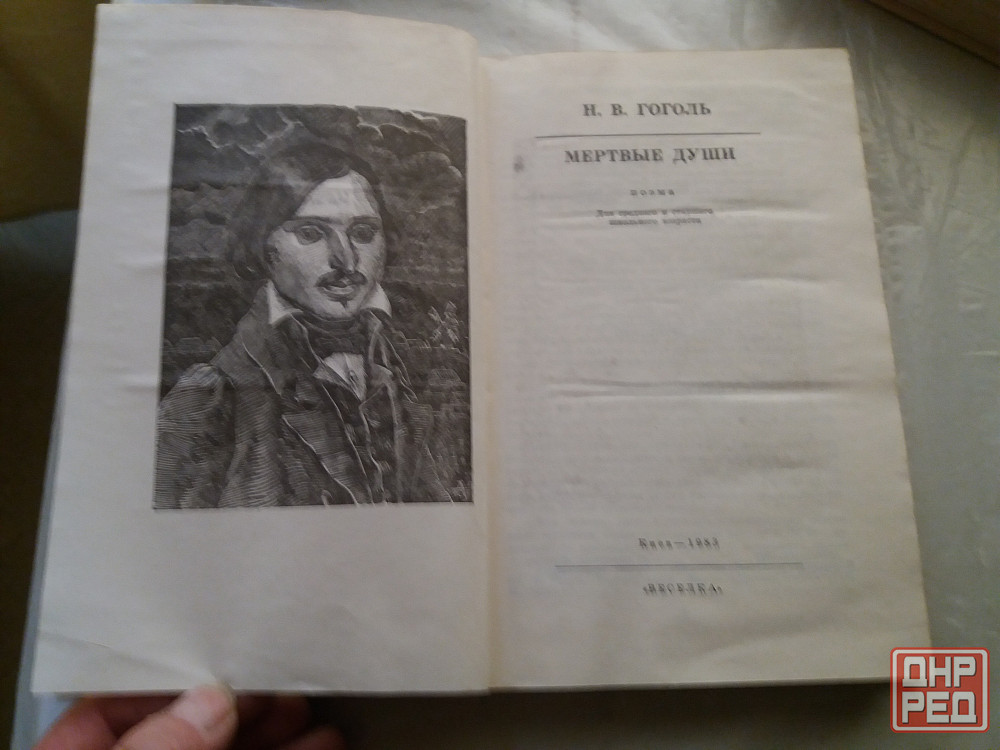 Н. В. ГОГОЛЬ
МЕРТВЫЕ ДУШИ
поэма
Для среднего и старшего
школьного возраста
Киев—1983
«ВЕСЕЛКА»
ДНР
РЕД